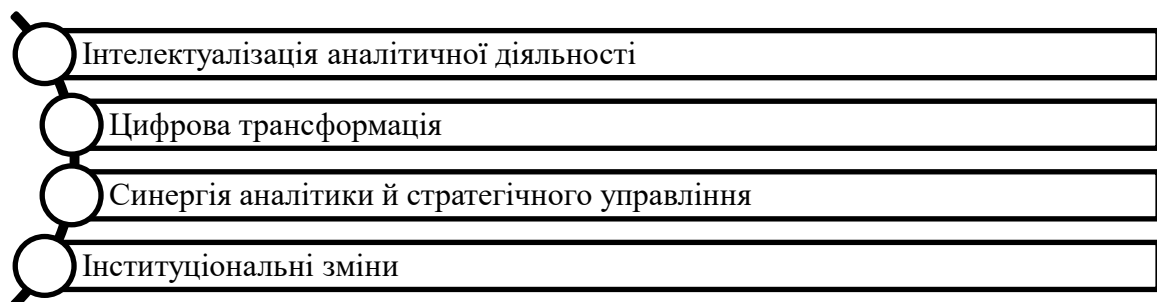 Інтелектуалізація аналітичної діяльності
Цифрова трансформація
Синергія аналітики й стратегічного управління
Інституціональні зміни